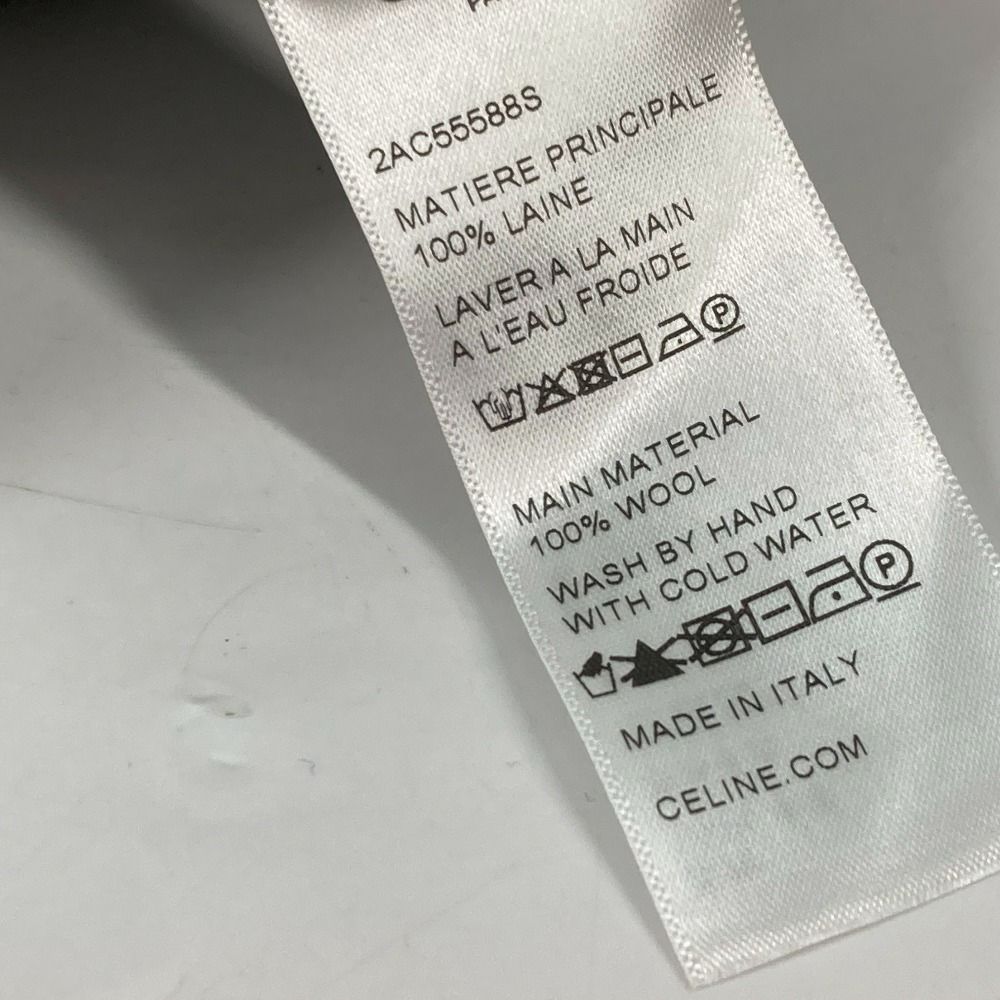 2AC55588S
MATIERE PRINCIPALE
100% LAINE
LAVER A LA MAIN
A L'EAU FROIDE
P
MAIN MATERIAL
100% WOOL
WASH BY HAND
WITH COLD WATER
P
MADE IN ITALY
CELINE.COM